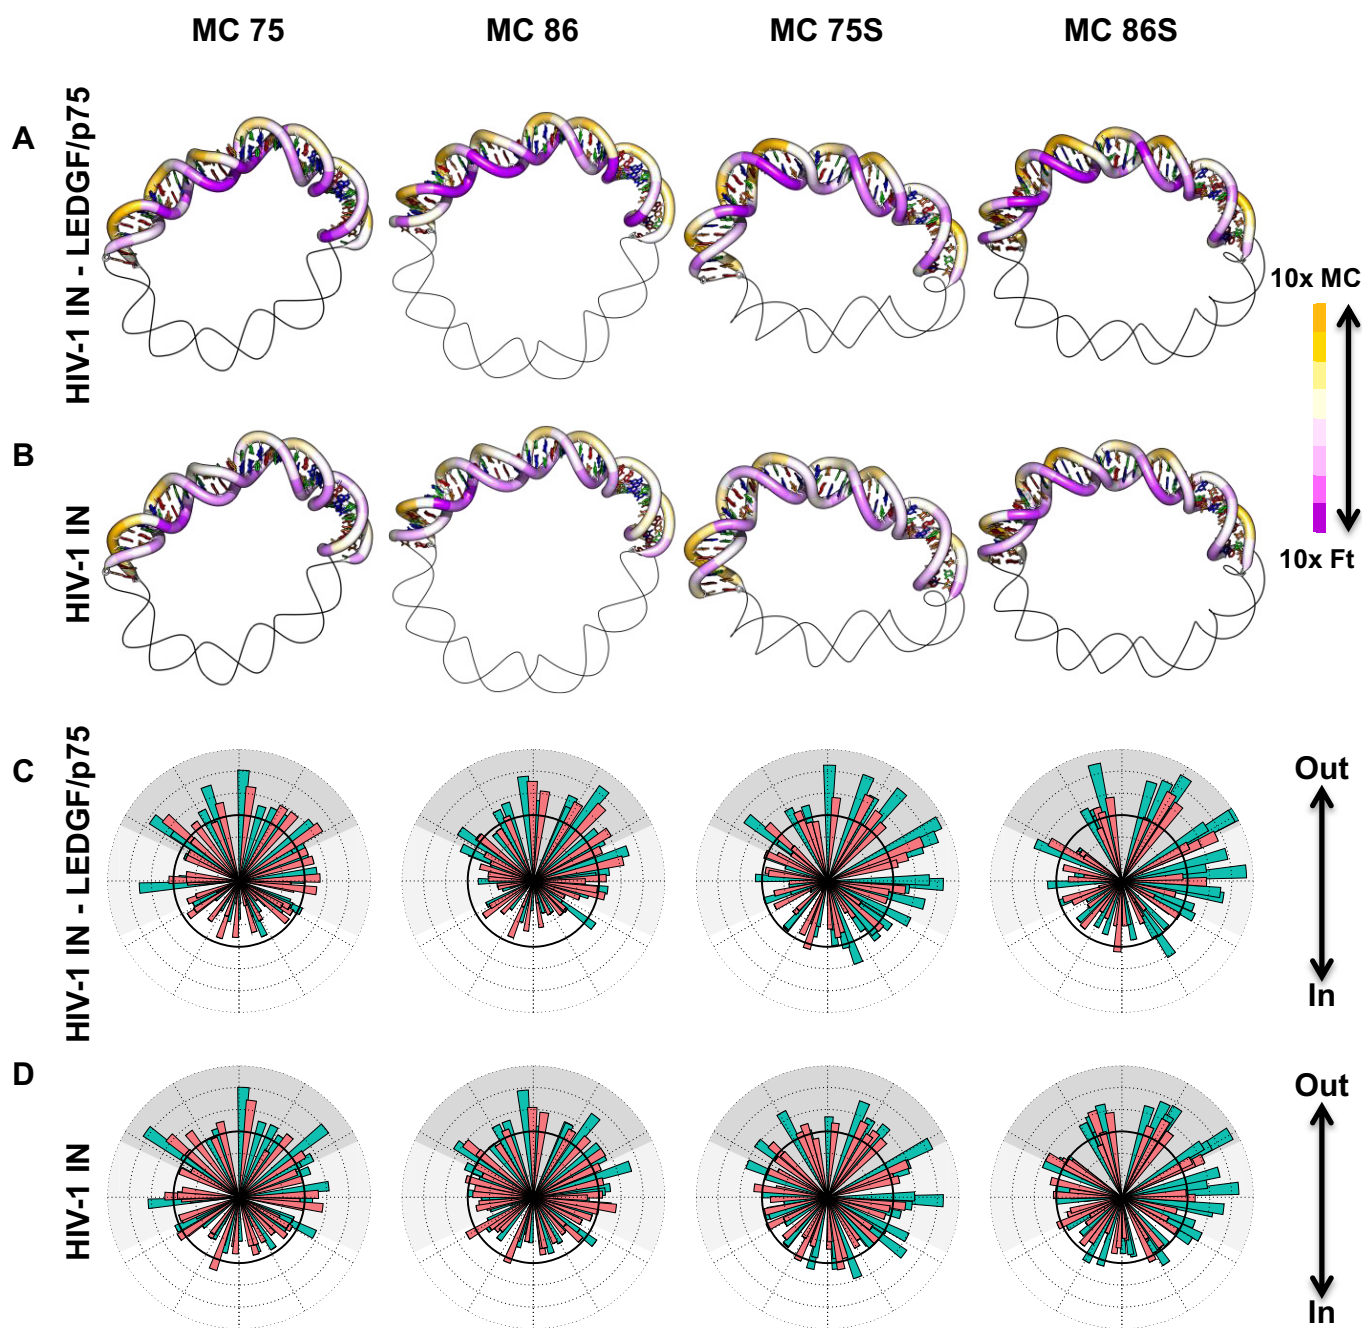 MC 75
MC 86
MC 75S
MC 86S
A
HIV-1 IN - LEDGF/p75
10x MC
10x Ft
B
HIV-1 IN
C
HIV-1 IN - LEDGF/p75
Out
In
D
HIV-1 IN
Out
In